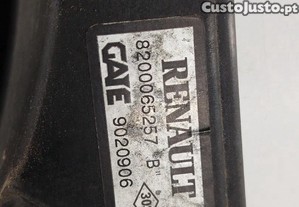 CustoJusto.pt
RENAULT
8200065257 "B"
GATE
9020906